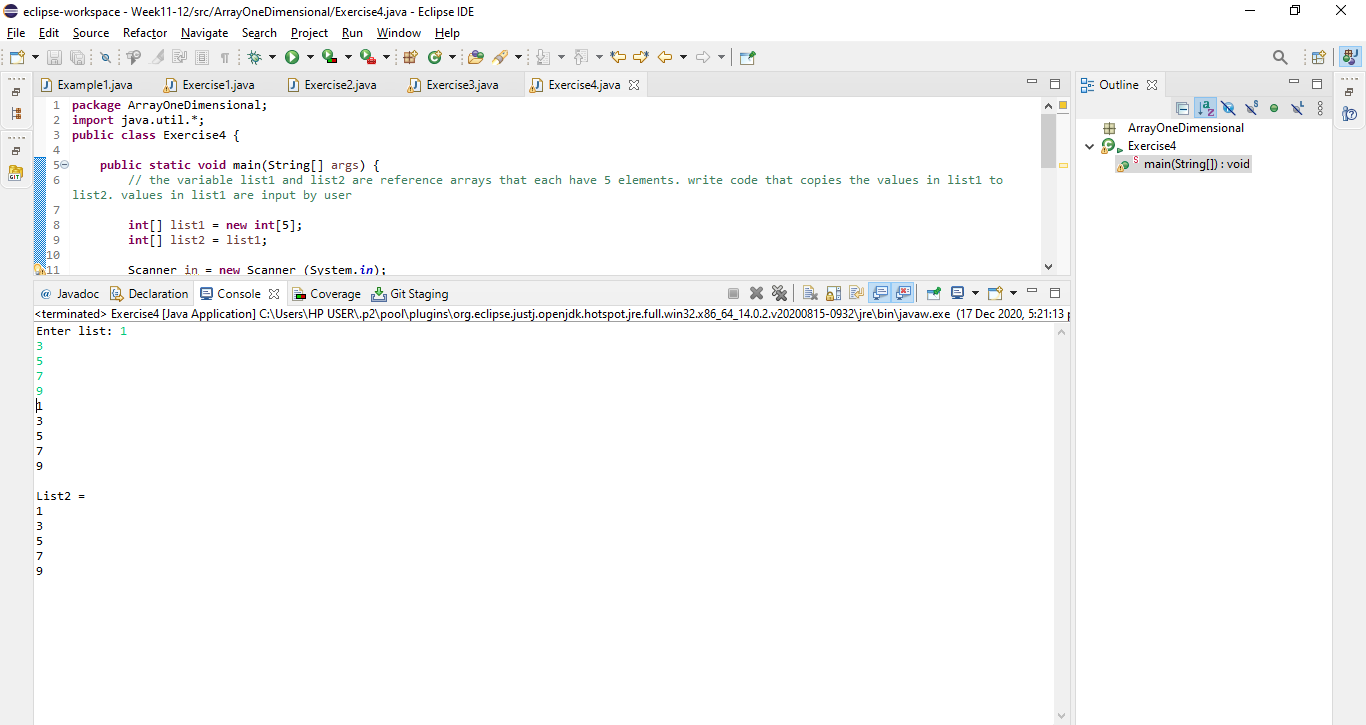 eclipse-workspace - Week11-12/src/ArrayOneDimensional/Exercise4.java - Eclipse IDE
File Edit Source Refactor Navigate Search Project Run Window Help
Example1.java Exercise1.java Exercise2.java Exercise3.java Exercise4.java
1 package ArrayOneDimensional;
2 import java.util.*;
3 public class Exercise4 {
4
5 public static void main(String[] args) {
6 // the variable list1 and list2 are reference arrays that each have 5 elements. write code that copies the values in list1 to
list2. values in list1 are input by user
7
8 int[] list1 = new int[5];
9 int[] list2 = list1;
10
11 Scanner in = new Scanner (System.in);
Javadoc Declaration Console Coverage Git Staging
<terminated> Exercise4 [Java Application] C:\Users\HP USER\.p2\pool\plugins\org.eclipse.justj.openjdk.hotspot.jre.full.win32.x86_64_14.0.2.v20200815-0932\jre\bin\javaw.exe (17 Dec 2020, 5:21:13 p
Enter list: 1
3
5
7
9
1
3
5
7
9
List2 =
1
3
5
7
9
Outline
ArrayOneDimensional
Exercise4
main(String[]) : void